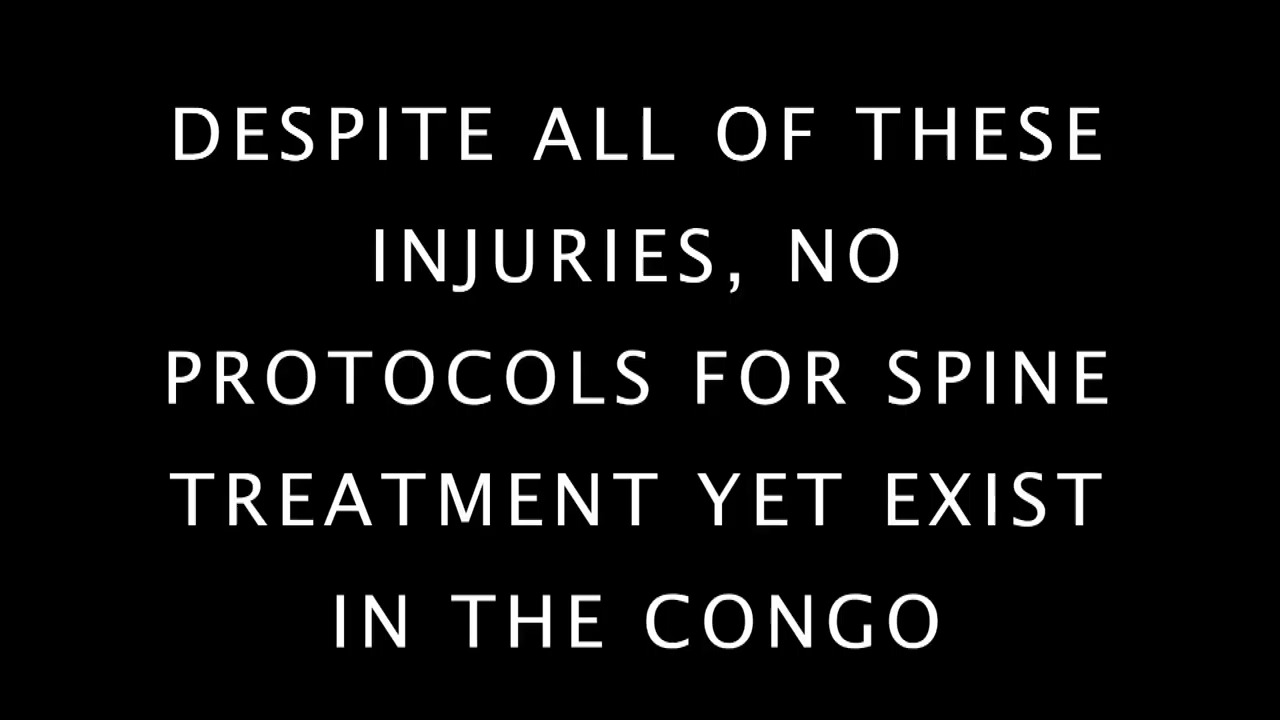 DESPITE ALL OF THESE
INJURIES, NO
PROTOCOLS FOR SPINE
TREATMENT YET EXIST
IN THE CONGO